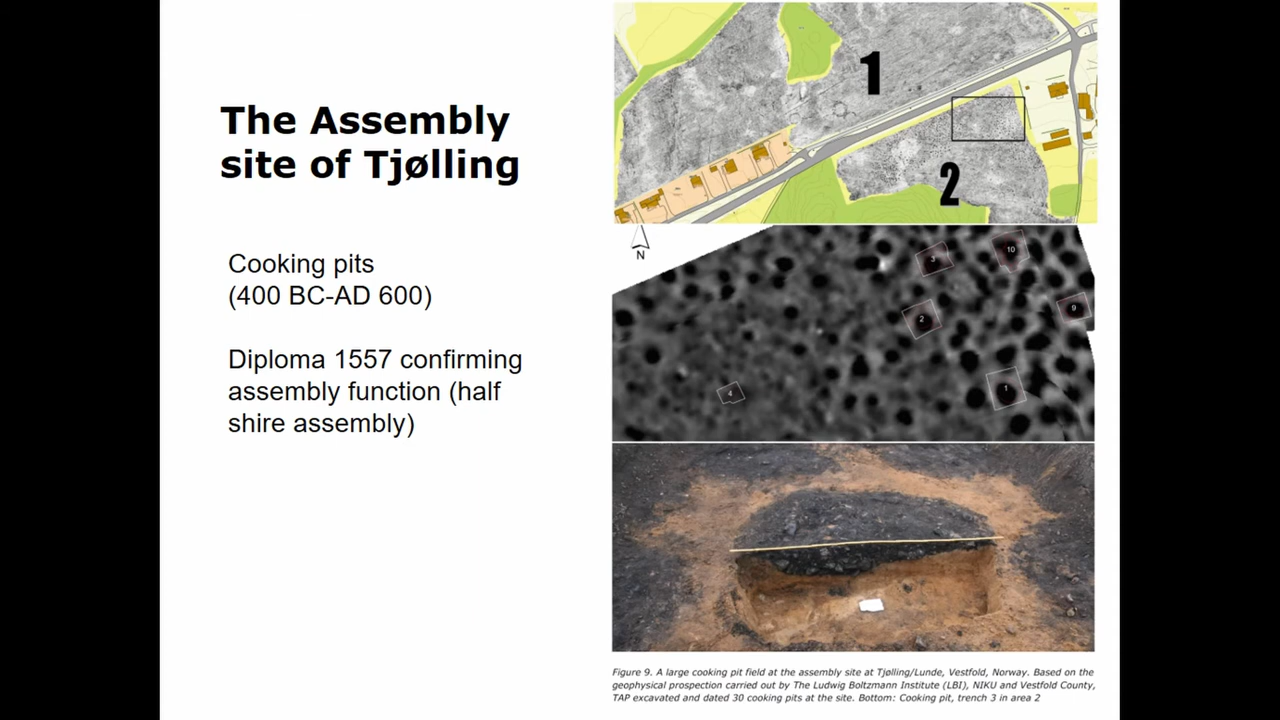 The Assembly
site of Tjølling
Cooking pits
(400 BC-AD 600)
Diploma 1557 confirming
assembly function (half
shire assembly)
1
2
N
3
10
2
9
4
1
Figure 9. A large cooking pit field at the assembly site at Tjølling/Lunde, Vestfold, Norway. Based on the
geophysical prospection carried out by The Ludwig Boltzmann Institute (LBI), NIKU and Vestfold County,
TAP excavated and dated 30 cooking pits at the site. Bottom: Cooking pit, trench 3 in area 2